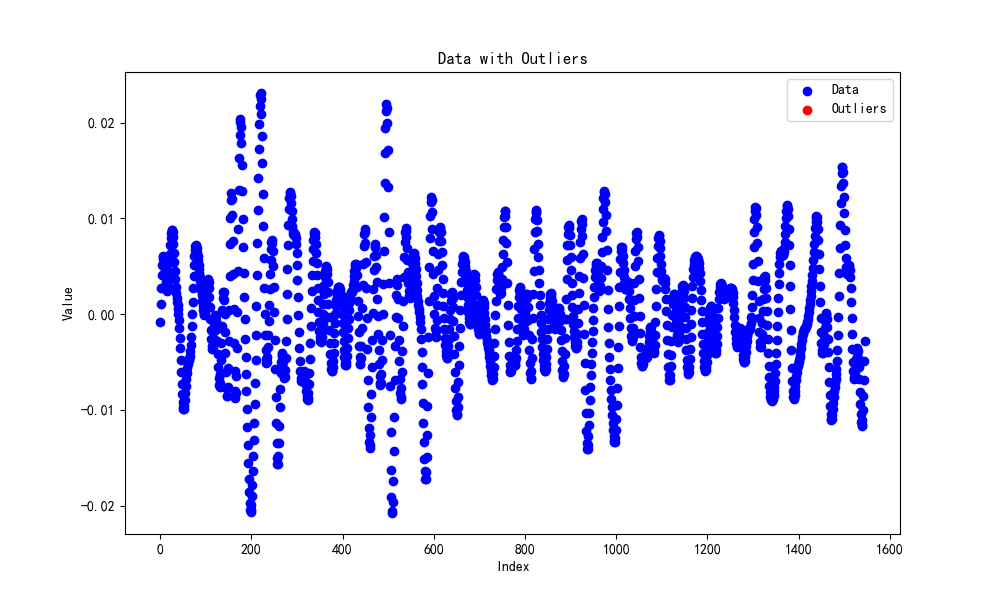 Data with Outliers
Data
Outliers
0.02
0.01
0.00
-0.01
-0.02
Value
0 200 400 600 800 1000 1200 1400 1600
Index